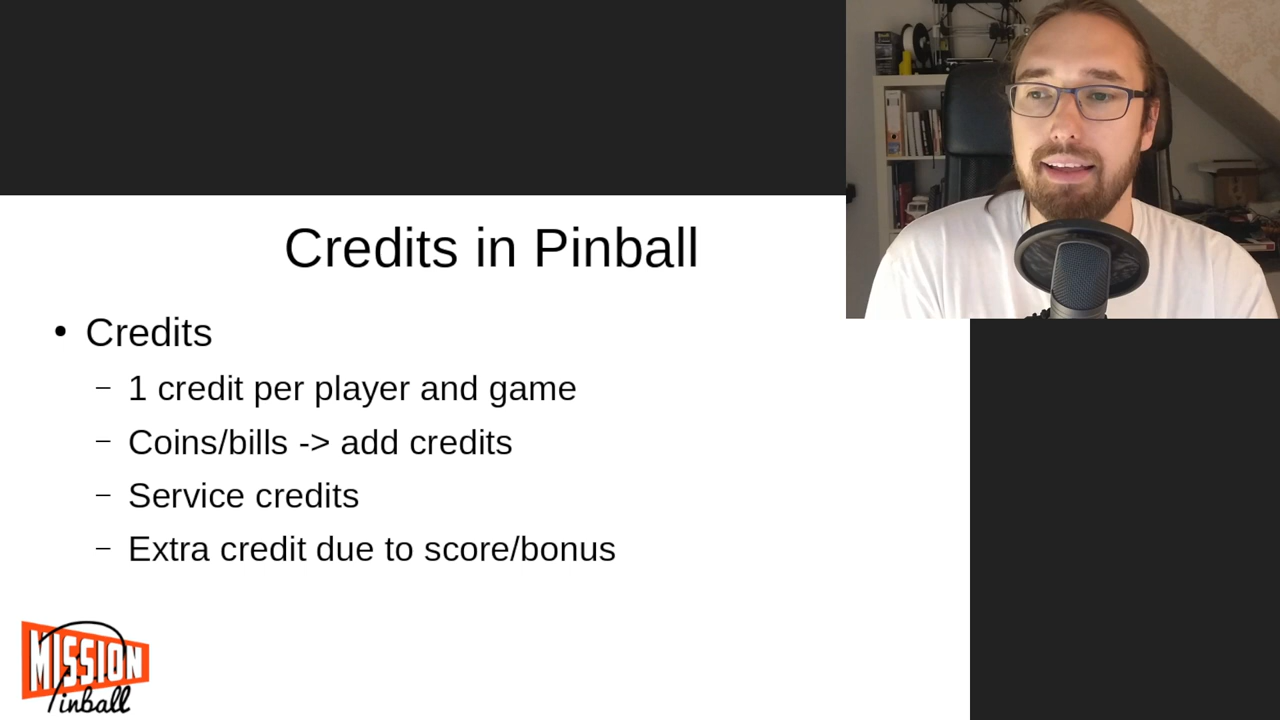 Credits in Pinball
• Credits
– 1 credit per player and game
– Coins/bills -> add credits
– Service credits
– Extra credit due to score/bonus
MISSION
Pinball